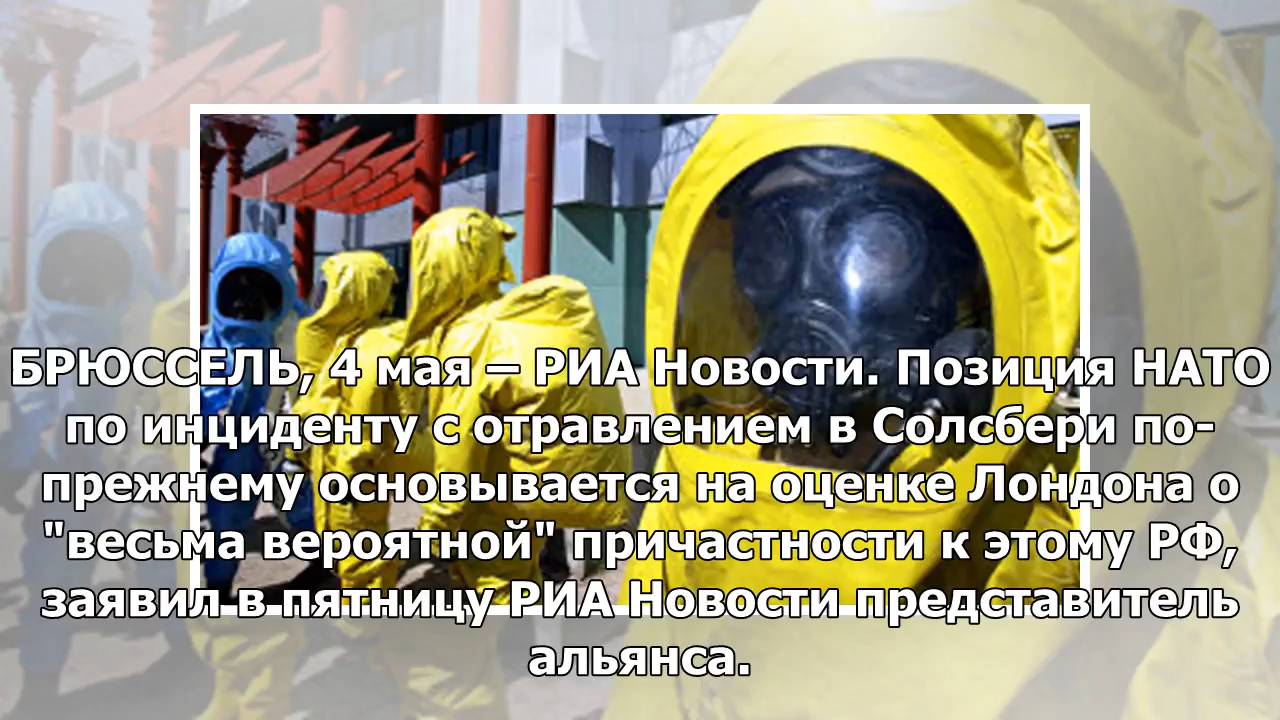 БРЮССЕЛЬ, 4 мая – РИА Новости. Позиция НАТО
по инциденту с отравлением в Солсбери по-
прежнему основывается на оценке Лондона о
"весьма вероятной" причастности к этому РФ,
заявил в пятницу РИА Новости представитель
альянса.